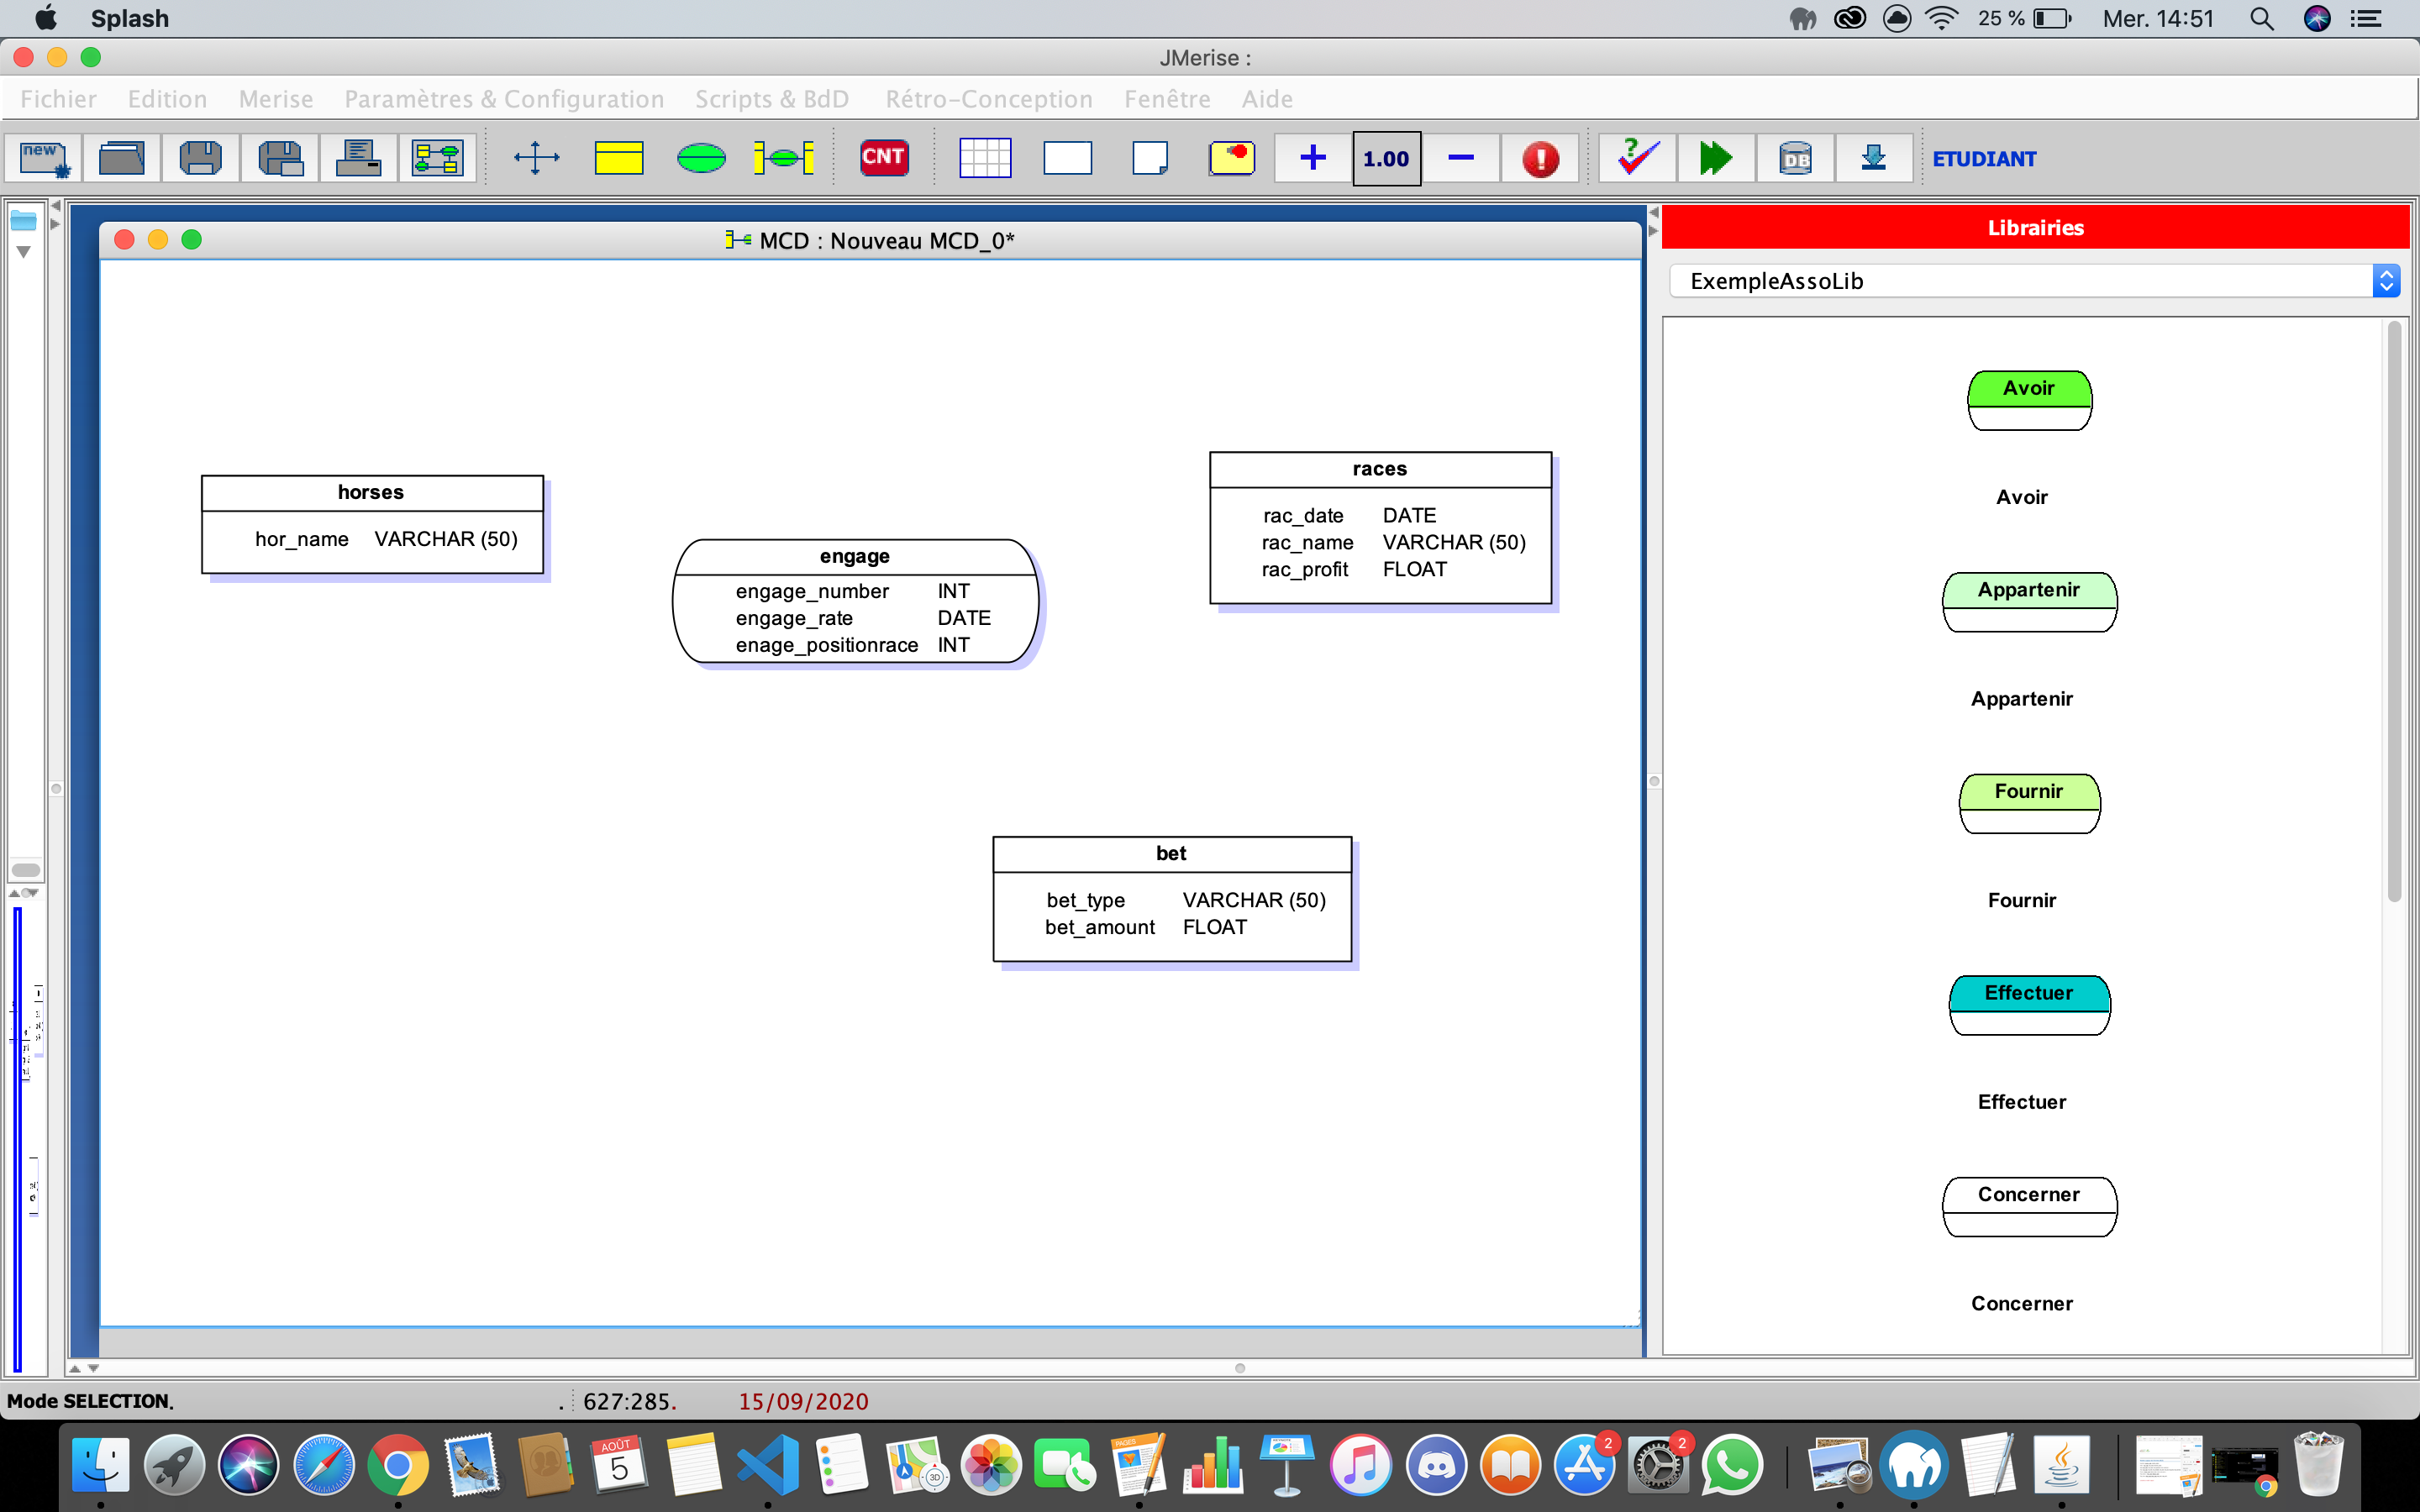 Splash
25 %
Mer. 14:51
JMerise :
Fichier Edition Merise Paramètres & Configuration Scripts & BdD Rétro-Conception Fenêtre Aide
new
CNT
1.00
DB
ETUDIANT
MCD : Nouveau MCD_0*
horses
hor_name VARCHAR (50)
engage
engage_number INT
engage_rate DATE
enage_positionrace INT
races
rac_date DATE
rac_name VARCHAR (50)
rac_profit FLOAT
bet
bet_type VARCHAR (50)
bet_amount FLOAT
Librairies
ExempleAssoLib
Avoir
Avoir
Appartenir
Appartenir
Fournir
Fournir
Effectuer
Effectuer
Concerner
Concerner
Mode SELECTION.
. 627:285. 15/09/2020
AOÛT
5
3D
PAGES
2
2